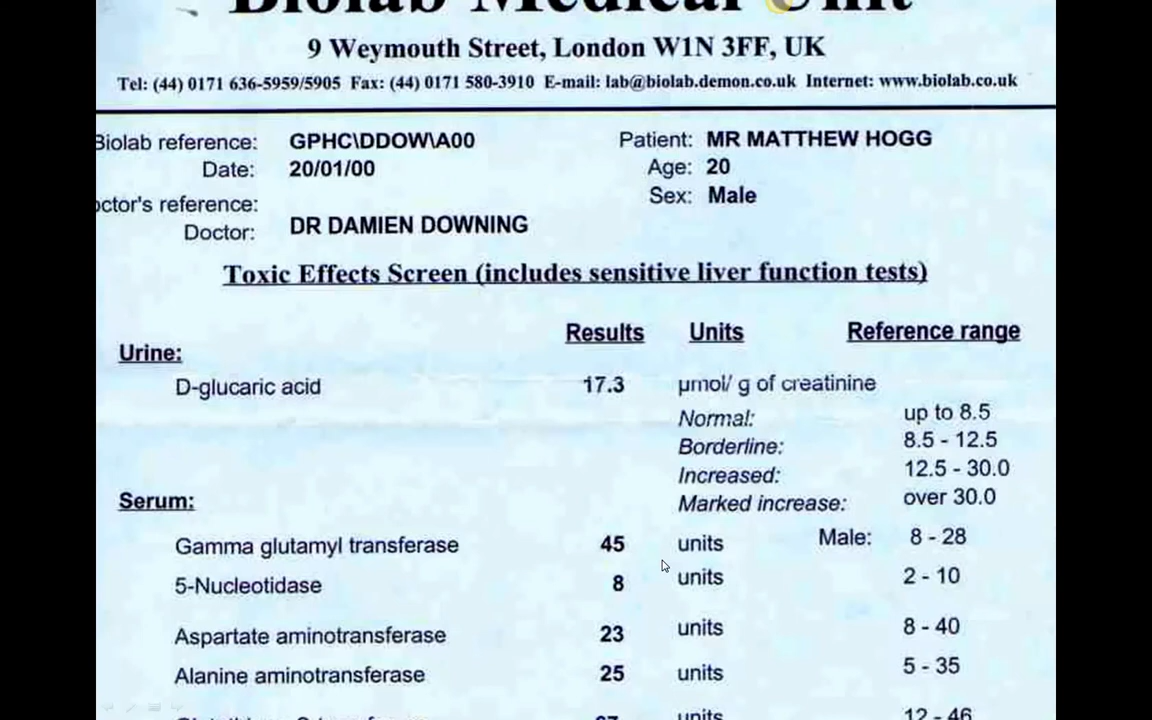 Biolab Medical Unit
9 Weymouth Street, London W1N 3FF, UK
Tel: (44) 0171 636-5959/5905 Fax: (44) 0171 580-3910 E-mail: lab@biolab.demon.co.uk Internet: www.biolab.co.uk
Biolab reference: GPHC\DDOW\A00 Patient: MR MATTHEW HOGG
Date: 20/01/00 Age: 20
octor's reference: Sex: Male
Doctor: DR DAMIEN DOWNING
Toxic Effects Screen (includes sensitive liver function tests)
Results Units Reference range
Urine:
D-glucaric acid 17.3 µmol/ g of creatinine
Normal: up to 8.5
Borderline: 8.5 - 12.5
Increased: 12.5 - 30.0
Marked increase: over 30.0
Serum:
Gamma glutamyl transferase 45 units Male: 8 - 28
5-Nucleotidase 8 units 2 - 10
Aspartate aminotransferase 23 units 8 - 40
Alanine aminotransferase 25 units 5 - 35
units 12 - 46